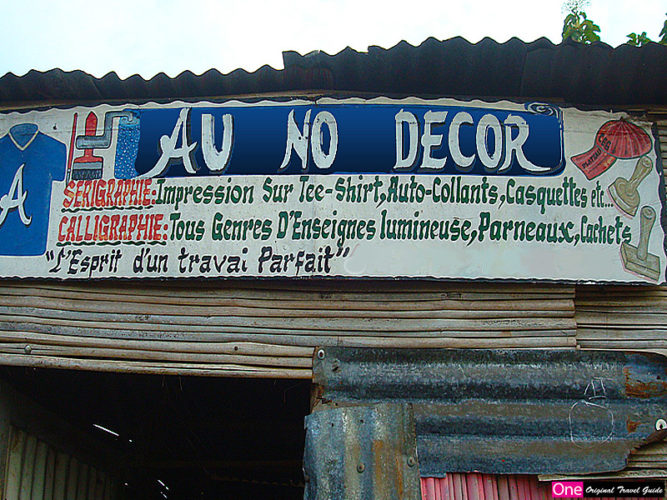 AU NO DECOR
A
SERIGRAPHIE: Impression Sur Tee-Shirt, Auto-Collants, Casquettes etc...
CALLIGRAPHIE: Tous Genres D'Enseignes lumineuse, Parneaux, Cachets
"L'Esprit d'un travai Parfait"
One Original Travel Guide